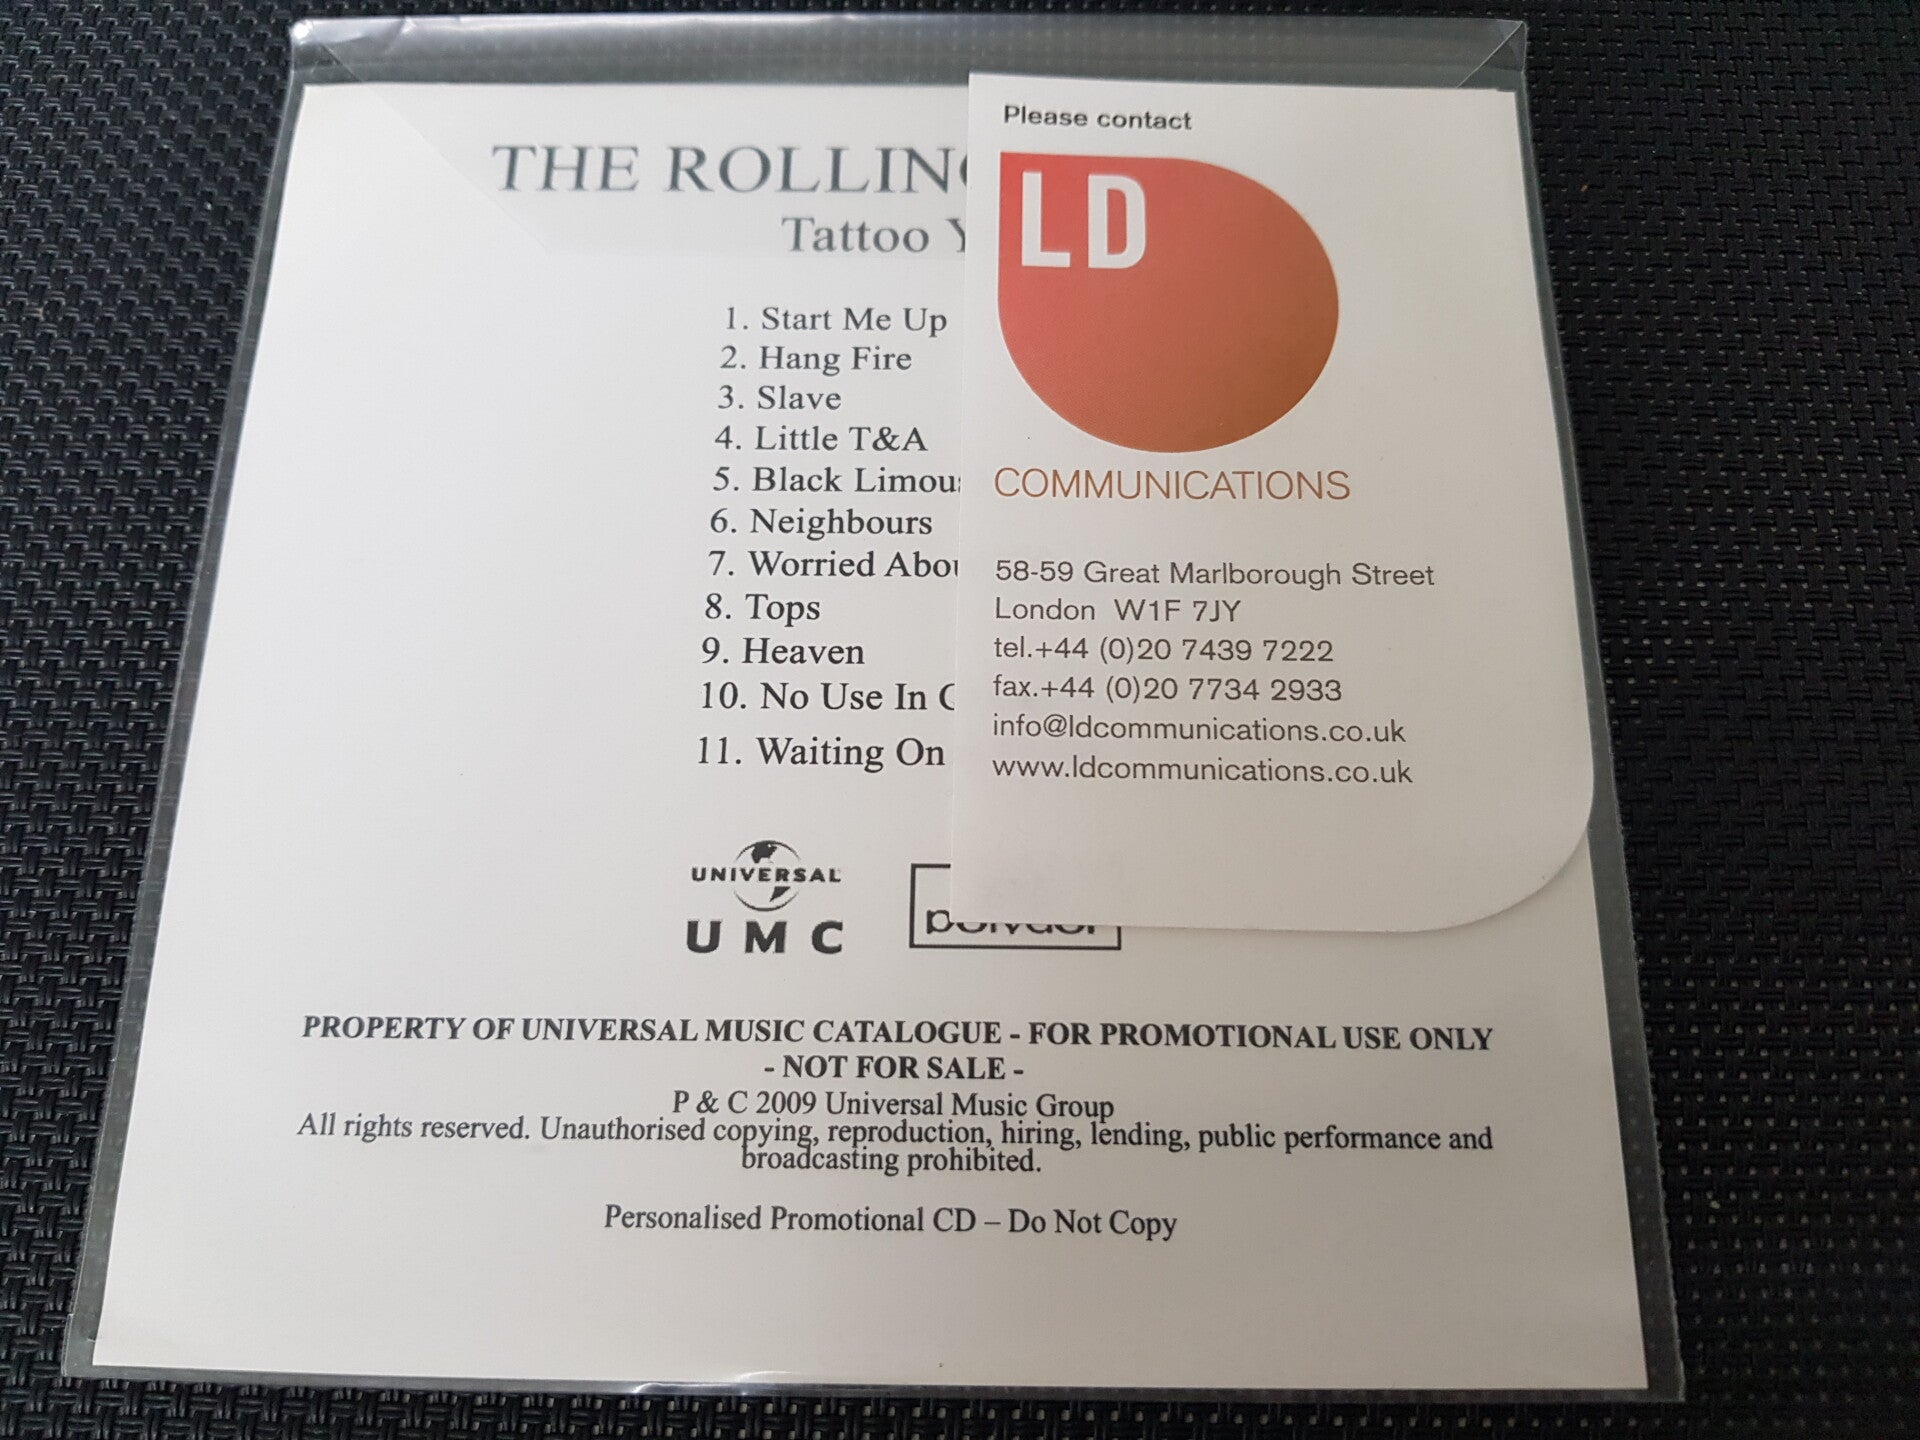 THE ROLLING
Tattoo Y
1. Start Me Up
2. Hang Fire
3. Slave
4. Little T&A
5. Black Limou
6. Neighbours
7. Worried Abou
8. Tops
9. Heaven
10. No Use In
11. Waiting On
Please contact
LD
COMMUNICATIONS
58-59 Great Marlborough Street
London W1F 7JY
tel.+44 (0)20 7439 7222
fax.+44 (0)20 7734 2933
info@ldcommunications.co.uk
www.ldcommunications.co.uk
UNIVERSAL
UMC
polydor
PROPERTY OF UNIVERSAL MUSIC CATALOGUE - FOR PROMOTIONAL USE ONLY
- NOT FOR SALE -
P & C 2009 Universal Music Group
All rights reserved. Unauthorised copying, reproduction, hiring, lending, public performance and
broadcasting prohibited.
Personalised Promotional CD – Do Not Copy